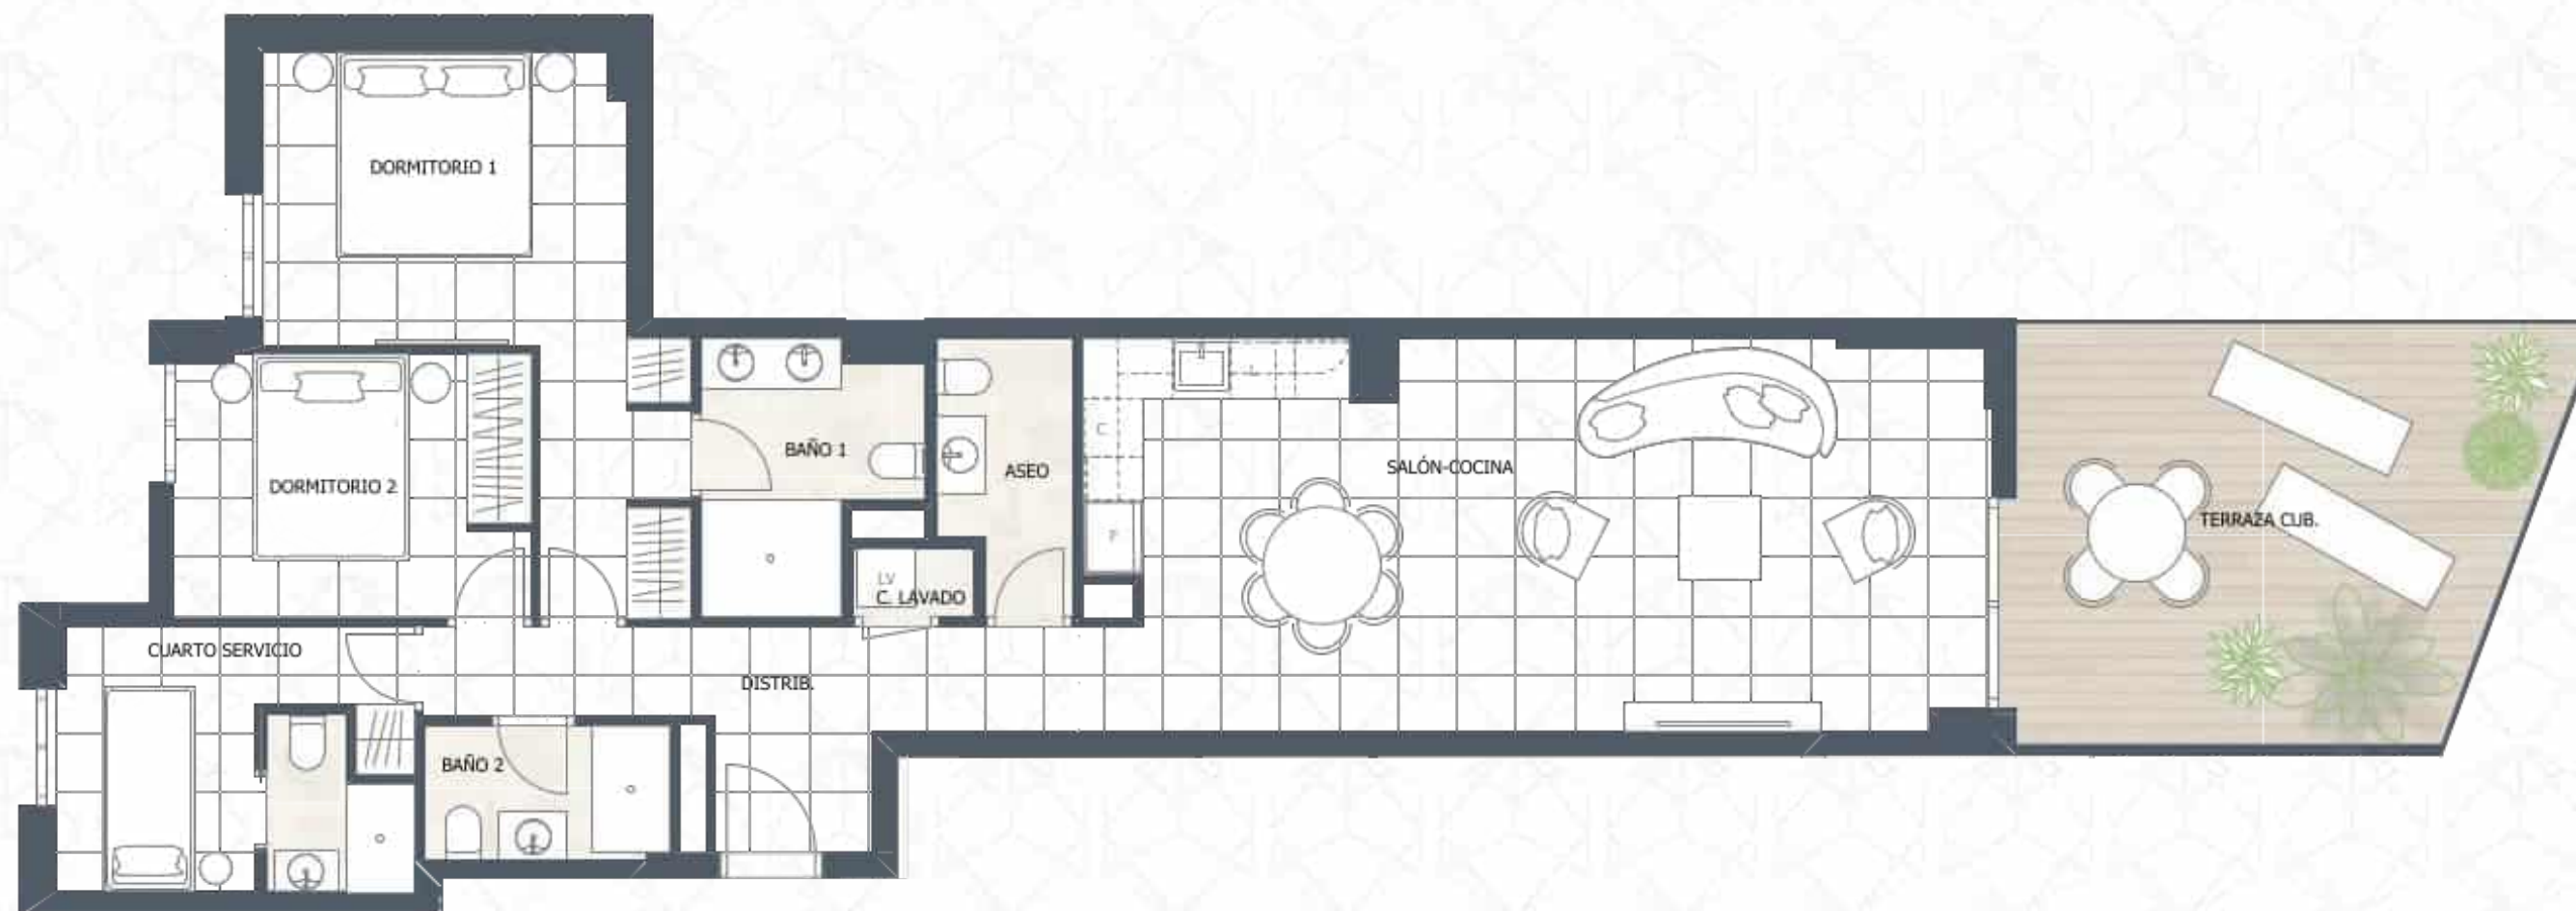 DORMITORIO 1
BAÑO 1
ASEO
C
SALÓN-COCINA
DORMITORIO 2
TERRAZA CUB.
F
LV
C. LAVADO
CUARTO SERVICIO
DISTRIB.
BAÑO 2